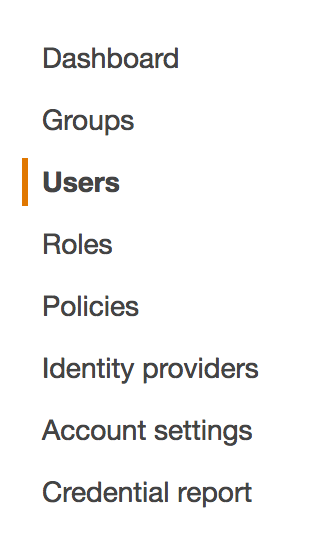 Dashboard
Groups
Users
Roles
Policies
Identity providers
Account settings
Credential report